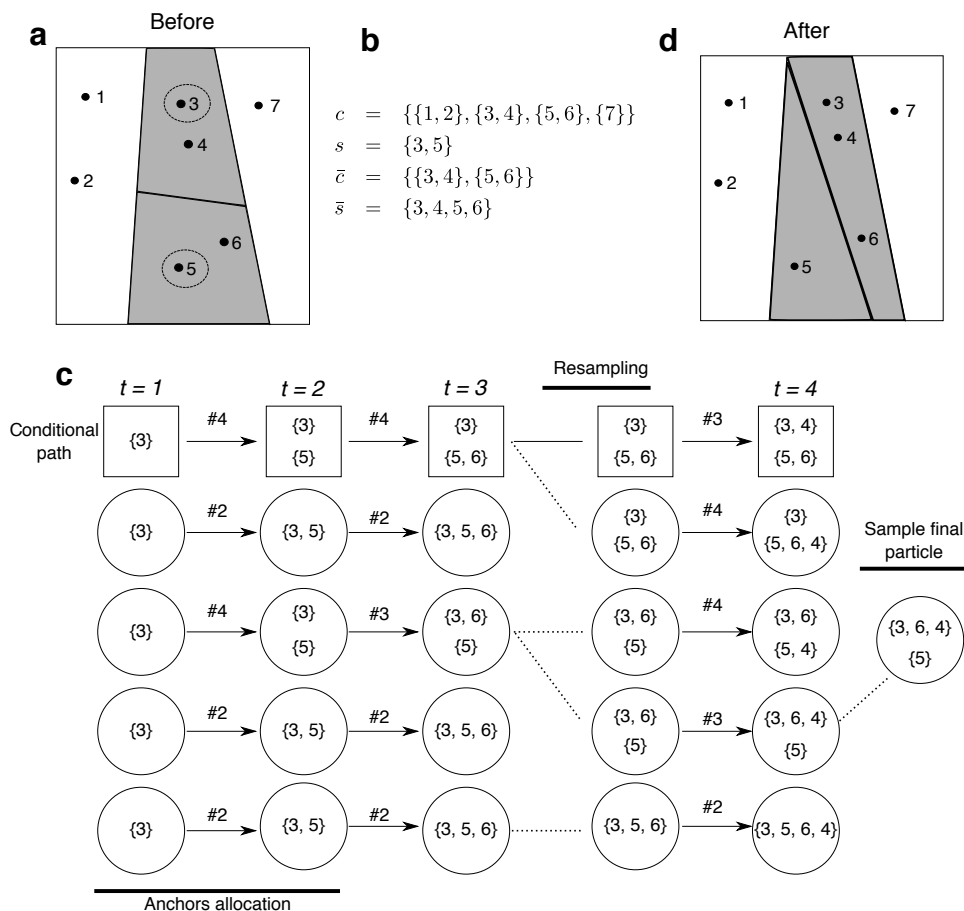 Before
After
a
b
d
1
3
7
4
2
6
5
c = {{1, 2}, {3, 4}, {5, 6}, {7}}
s = {3, 5}
c̄ = {{3, 4}, {5, 6}}
s̄ = {3, 4, 5, 6}
1
3
7
4
2
6
5
c
Resampling
t = 1
t = 2
t = 3
t = 4
Conditional path
{3}
#4
{3}
{5}
#4
{3}
{5, 6}
{3}
{5, 6}
#3
{3, 4}
{5, 6}
{3}
#2
{3, 5}
#2
{3, 5, 6}
{3}
{5, 6}
#4
{3}
{5, 6, 4}
Sample final
particle
{3}
#4
{3}
{5}
#3
{3, 6}
{5}
{3, 6}
{5}
#4
{3, 6}
{5, 4}
{3, 6, 4}
{5}
{3}
#2
{3, 5}
#2
{3, 5, 6}
{3, 6}
{5}
#3
{3, 6, 4}
{5}
{3}
#2
{3, 5}
#2
{3, 5, 6}
{3, 5, 6}
#2
{3, 5, 6, 4}
Anchors allocation